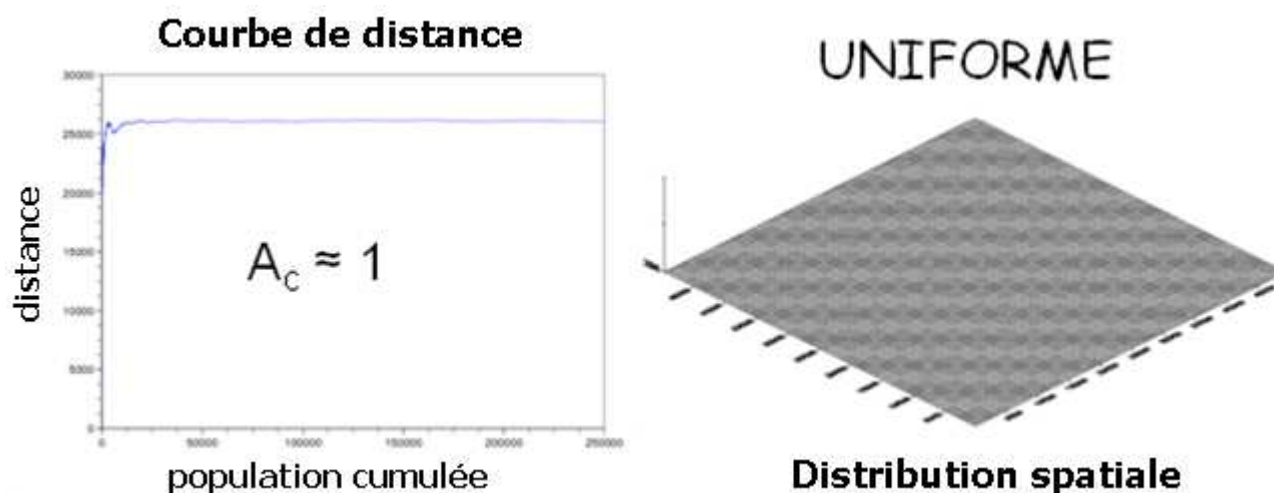 Courbe de distance
30000
25000
20000
15000
10000
5000
0
distance
A_c ≈ 1
0 50000 100000 150000 200000 250000
population cumulée
UNIFORME
Distribution spatiale